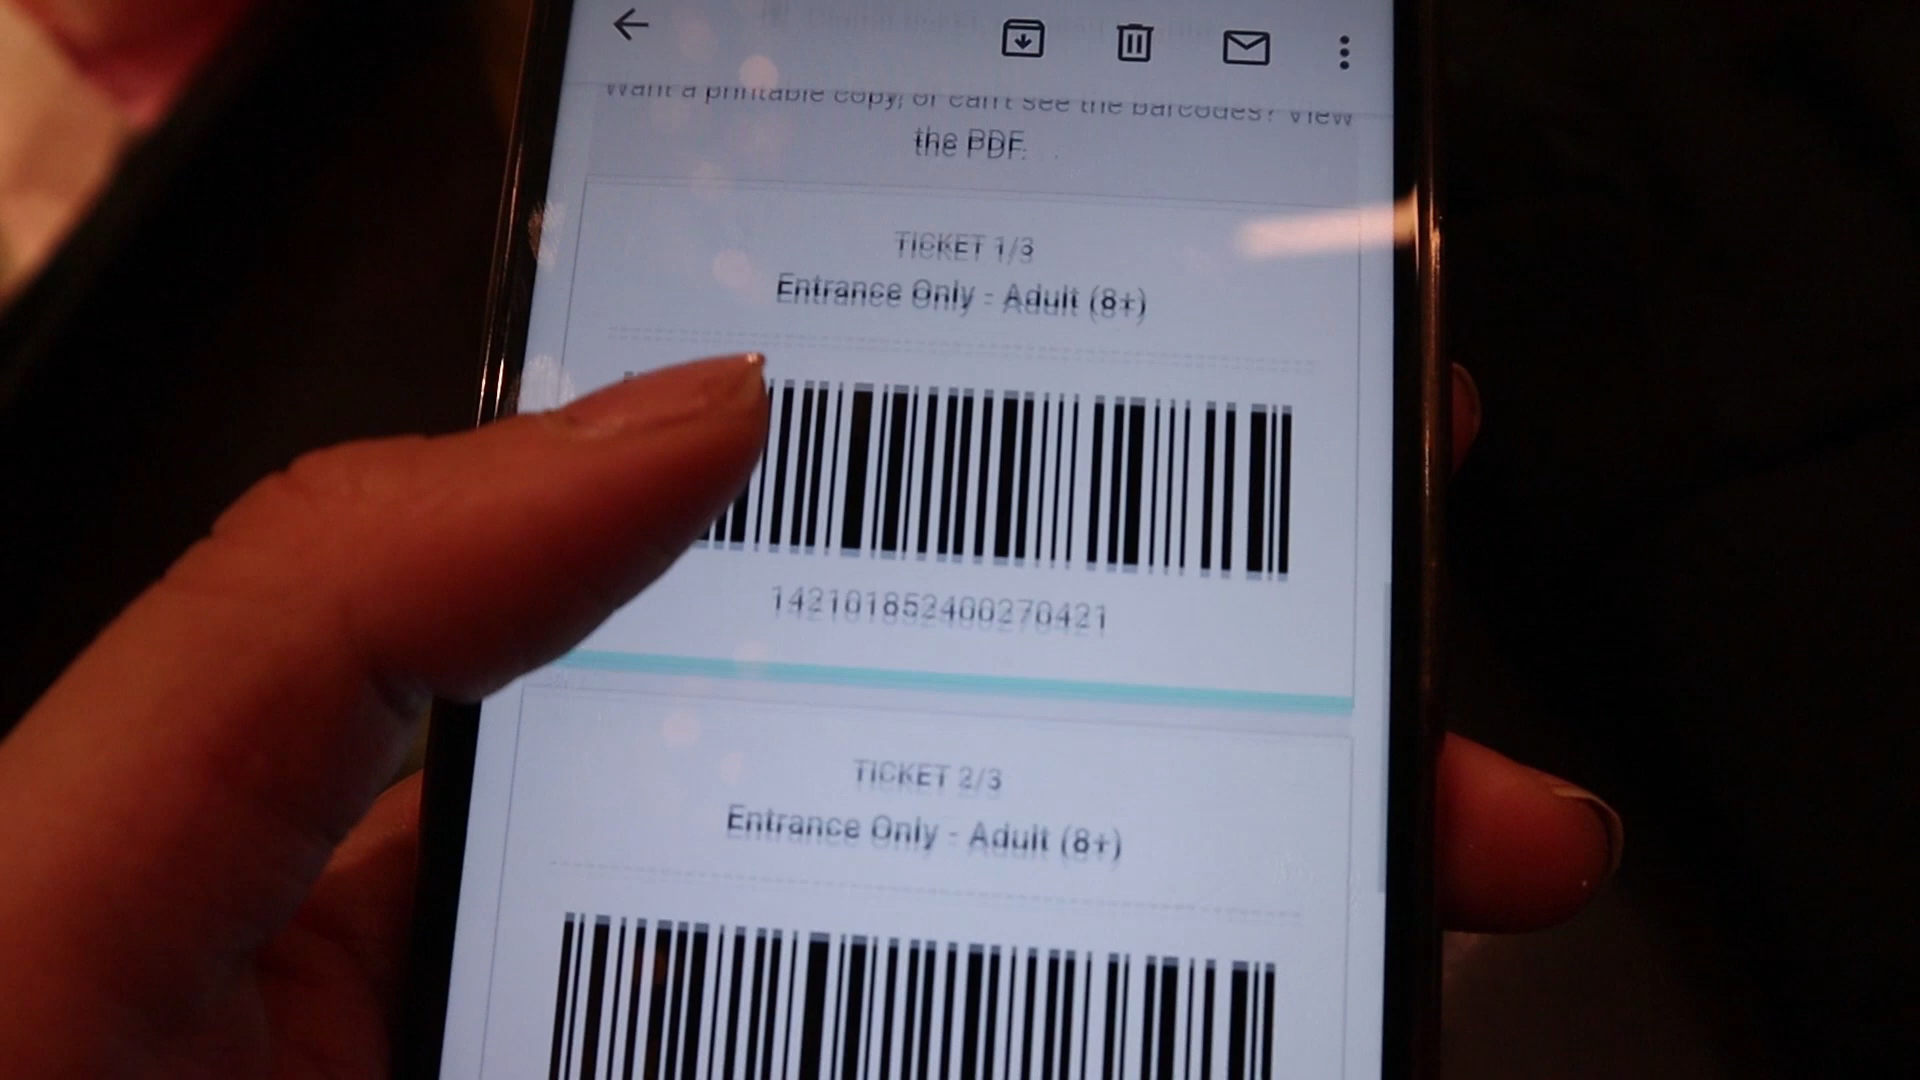 Want a printable copy, or can't see the barcodes? View
the PDF.
TICKET 1/3
Entrance Only - Adult (8+)
142101852400270421
TICKET 2/3
Entrance Only - Adult (8+)